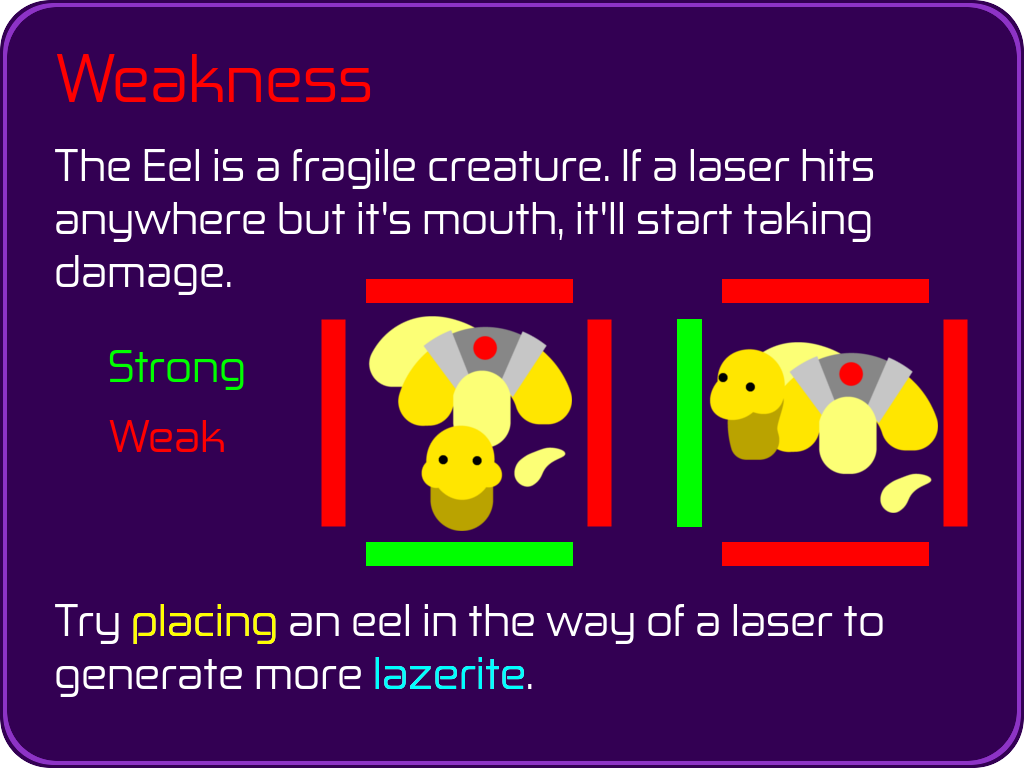 Weakness
The Eel is a fragile creature. If a laser hits
anywhere but it's mouth, it'll start taking
damage.
Strong
Weak
Try placing an eel in the way of a laser to
generate more lazerite.